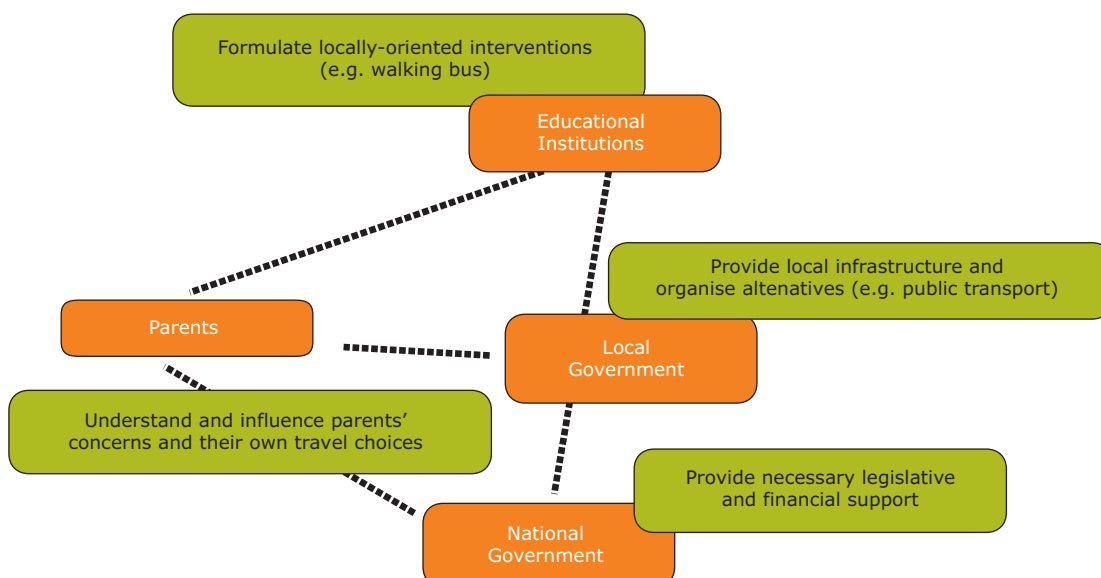 Formulate locally-oriented interventions
(e.g. walking bus)
Educational
Institutions
Provide local infrastructure and
organise altenatives (e.g. public transport)
Parents
Local
Government
Understand and influence parents’
concerns and their own travel choices
Provide necessary legislative
and financial support
National
Government